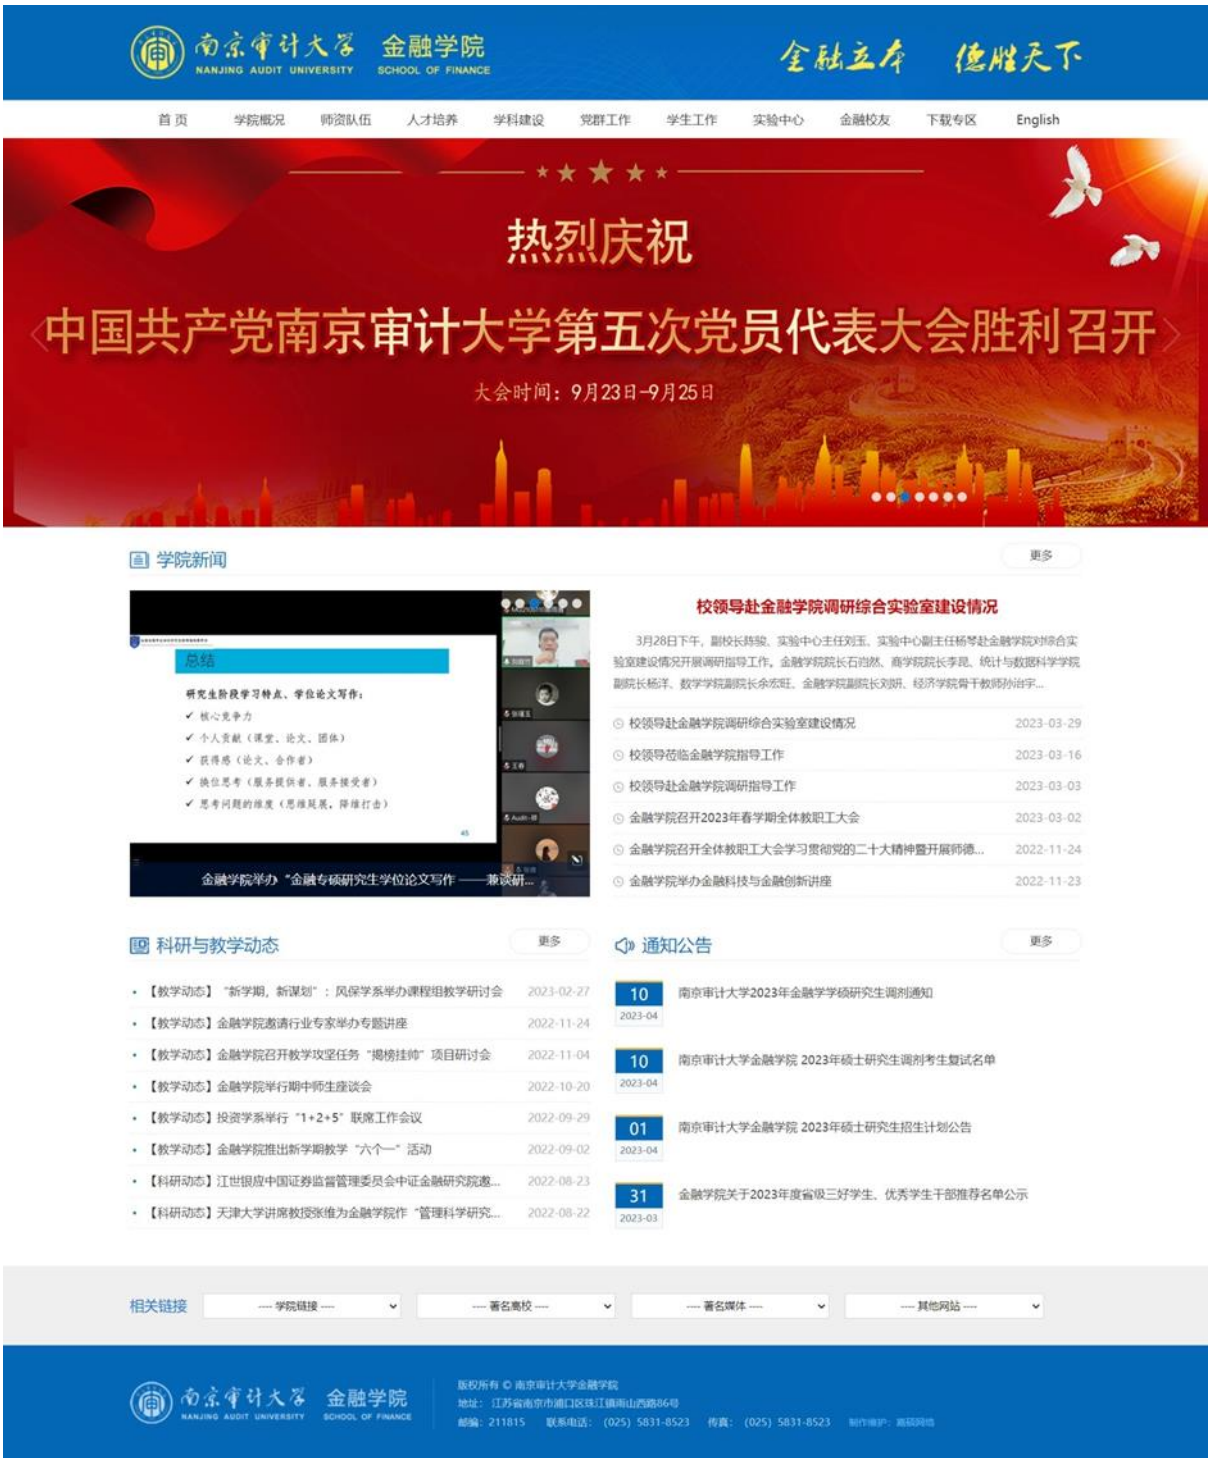 南京审计大学 金融学院
NANJING AUDIT UNIVERSITY SCHOOL OF FINANCE
金融立本 德胜天下
首页 学院概况 师资队伍 人才培养 学科建设 党群工作 学生工作 实验中心 金融校友 下载专区 English
热烈庆祝
中国共产党南京审计大学第五次党员代表大会胜利召开
大会时间：9月23日-9月25日
学院新闻 更多
总结
研究生阶段学习特点、学位论文写作：
✓ 核心竞争力
✓ 个人贡献（课堂、论文、团体）
✓ 获得感（论文、合作者）
✓ 换位思考（服务提供者、服务接受者）
✓ 思考问题的维度（思维延展，降维打击）
45
金融学院举办“金融专硕研究生学位论文写作 ——兼谈研...
校领导赴金融学院调研综合实验室建设情况
3月28日下午，副校长陈骏、实验中心主任刘玉、实验中心副主任杨琴赴金融学院对综合实
验室建设情况开展调研指导工作。金融学院院长石岿然、商学院院长李昆、统计与数据科学学院
副院长杨洋、数学学院副院长余宏旺、金融学院副院长刘妍、经济学院骨干教师孙治宇...
校领导赴金融学院调研综合实验室建设情况 2023-03-29
校领导莅临金融学院指导工作 2023-03-16
校领导赴金融学院调研指导工作 2023-03-03
金融学院召开2023年春学期全体教职工大会 2023-03-02
金融学院召开全体教职工大会学习贯彻党的二十大精神暨开展师德... 2022-11-24
金融学院举办金融科技与金融创新讲座 2022-11-23
科研与教学动态 更多
【教学动态】“新学期，新谋划”：风保学系举办课程组教学研讨会 2023-02-27
【教学动态】金融学院邀请行业专家举办专题讲座 2022-11-24
【教学动态】金融学院召开教学攻坚任务“揭榜挂帅”项目研讨会 2022-11-04
【教学动态】金融学院举行期中师生座谈会 2022-10-20
【教学动态】投资学系举行“1+2+5”联席工作会议 2022-09-29
【教学动态】金融学院推出新学期教学“六个一”活动 2022-09-02
【科研动态】江世银应中国证券监督管理委员会中证金融研究院邀... 2022-08-23
【科研动态】天津大学讲席教授张维为金融学院作“管理科学研究... 2022-08-22
通知公告 更多
10 南京审计大学2023年金融学学硕研究生调剂通知
2023-04
10 南京审计大学金融学院 2023年硕士研究生调剂考生复试名单
2023-04
01 南京审计大学金融学院 2023年硕士研究生招生计划公告
2023-04
31 金融学院关于2023年度省级三好学生、优秀学生干部推荐名单公示
2023-03
相关链接 ---- 学院链接 ---- ---- 著名高校 ---- ---- 著名媒体 ---- ---- 其他网站 ----
南京审计大学 金融学院
NANJING AUDIT UNIVERSITY SCHOOL OF FINANCE
版权所有 © 南京审计大学金融学院
地址： 江苏省南京市浦口区珠江镇雨山西路86号
邮编：211815 联系电话：（025）5831-8523 传真：（025）5831-8523 制作维护：嘉硕网络